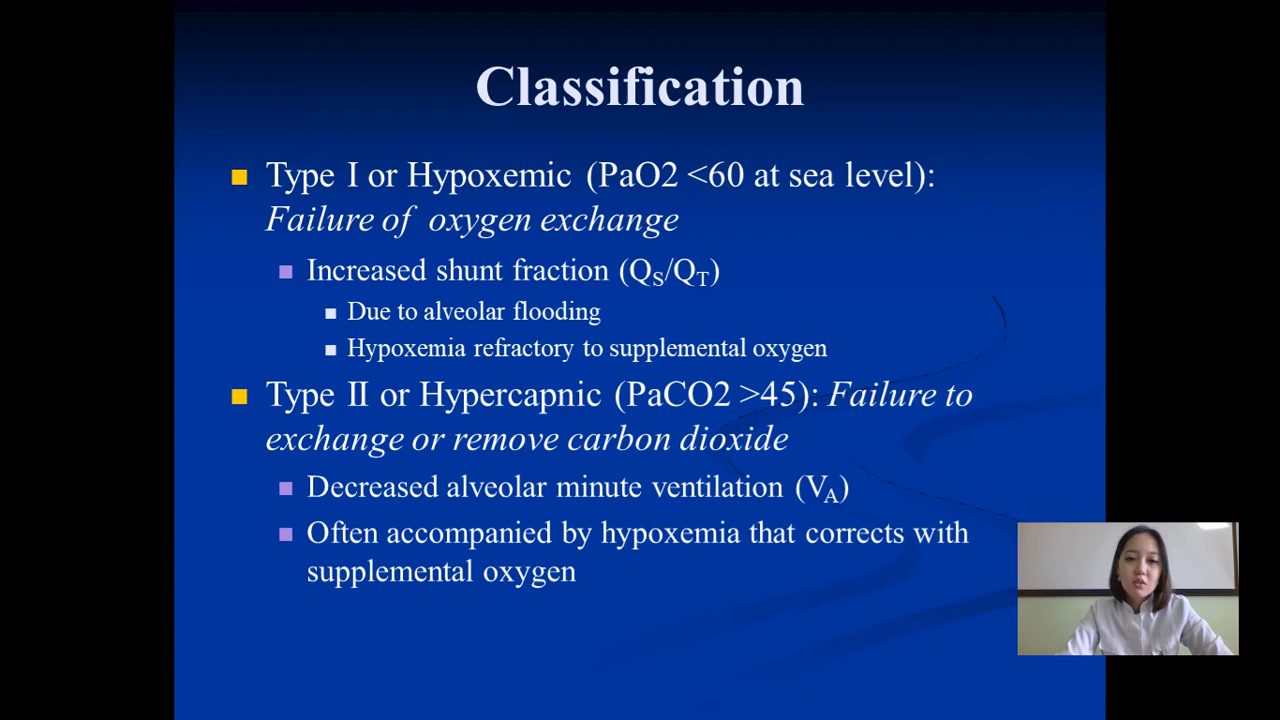 Classification
Type I or Hypoxemic (PaO2 <60 at sea level):
Failure of oxygen exchange
Increased shunt fraction (QS/QT)
Due to alveolar flooding
Hypoxemia refractory to supplemental oxygen
Type II or Hypercapnic (PaCO2 >45): Failure to
exchange or remove carbon dioxide
Decreased alveolar minute ventilation (VA)
Often accompanied by hypoxemia that corrects with
supplemental oxygen